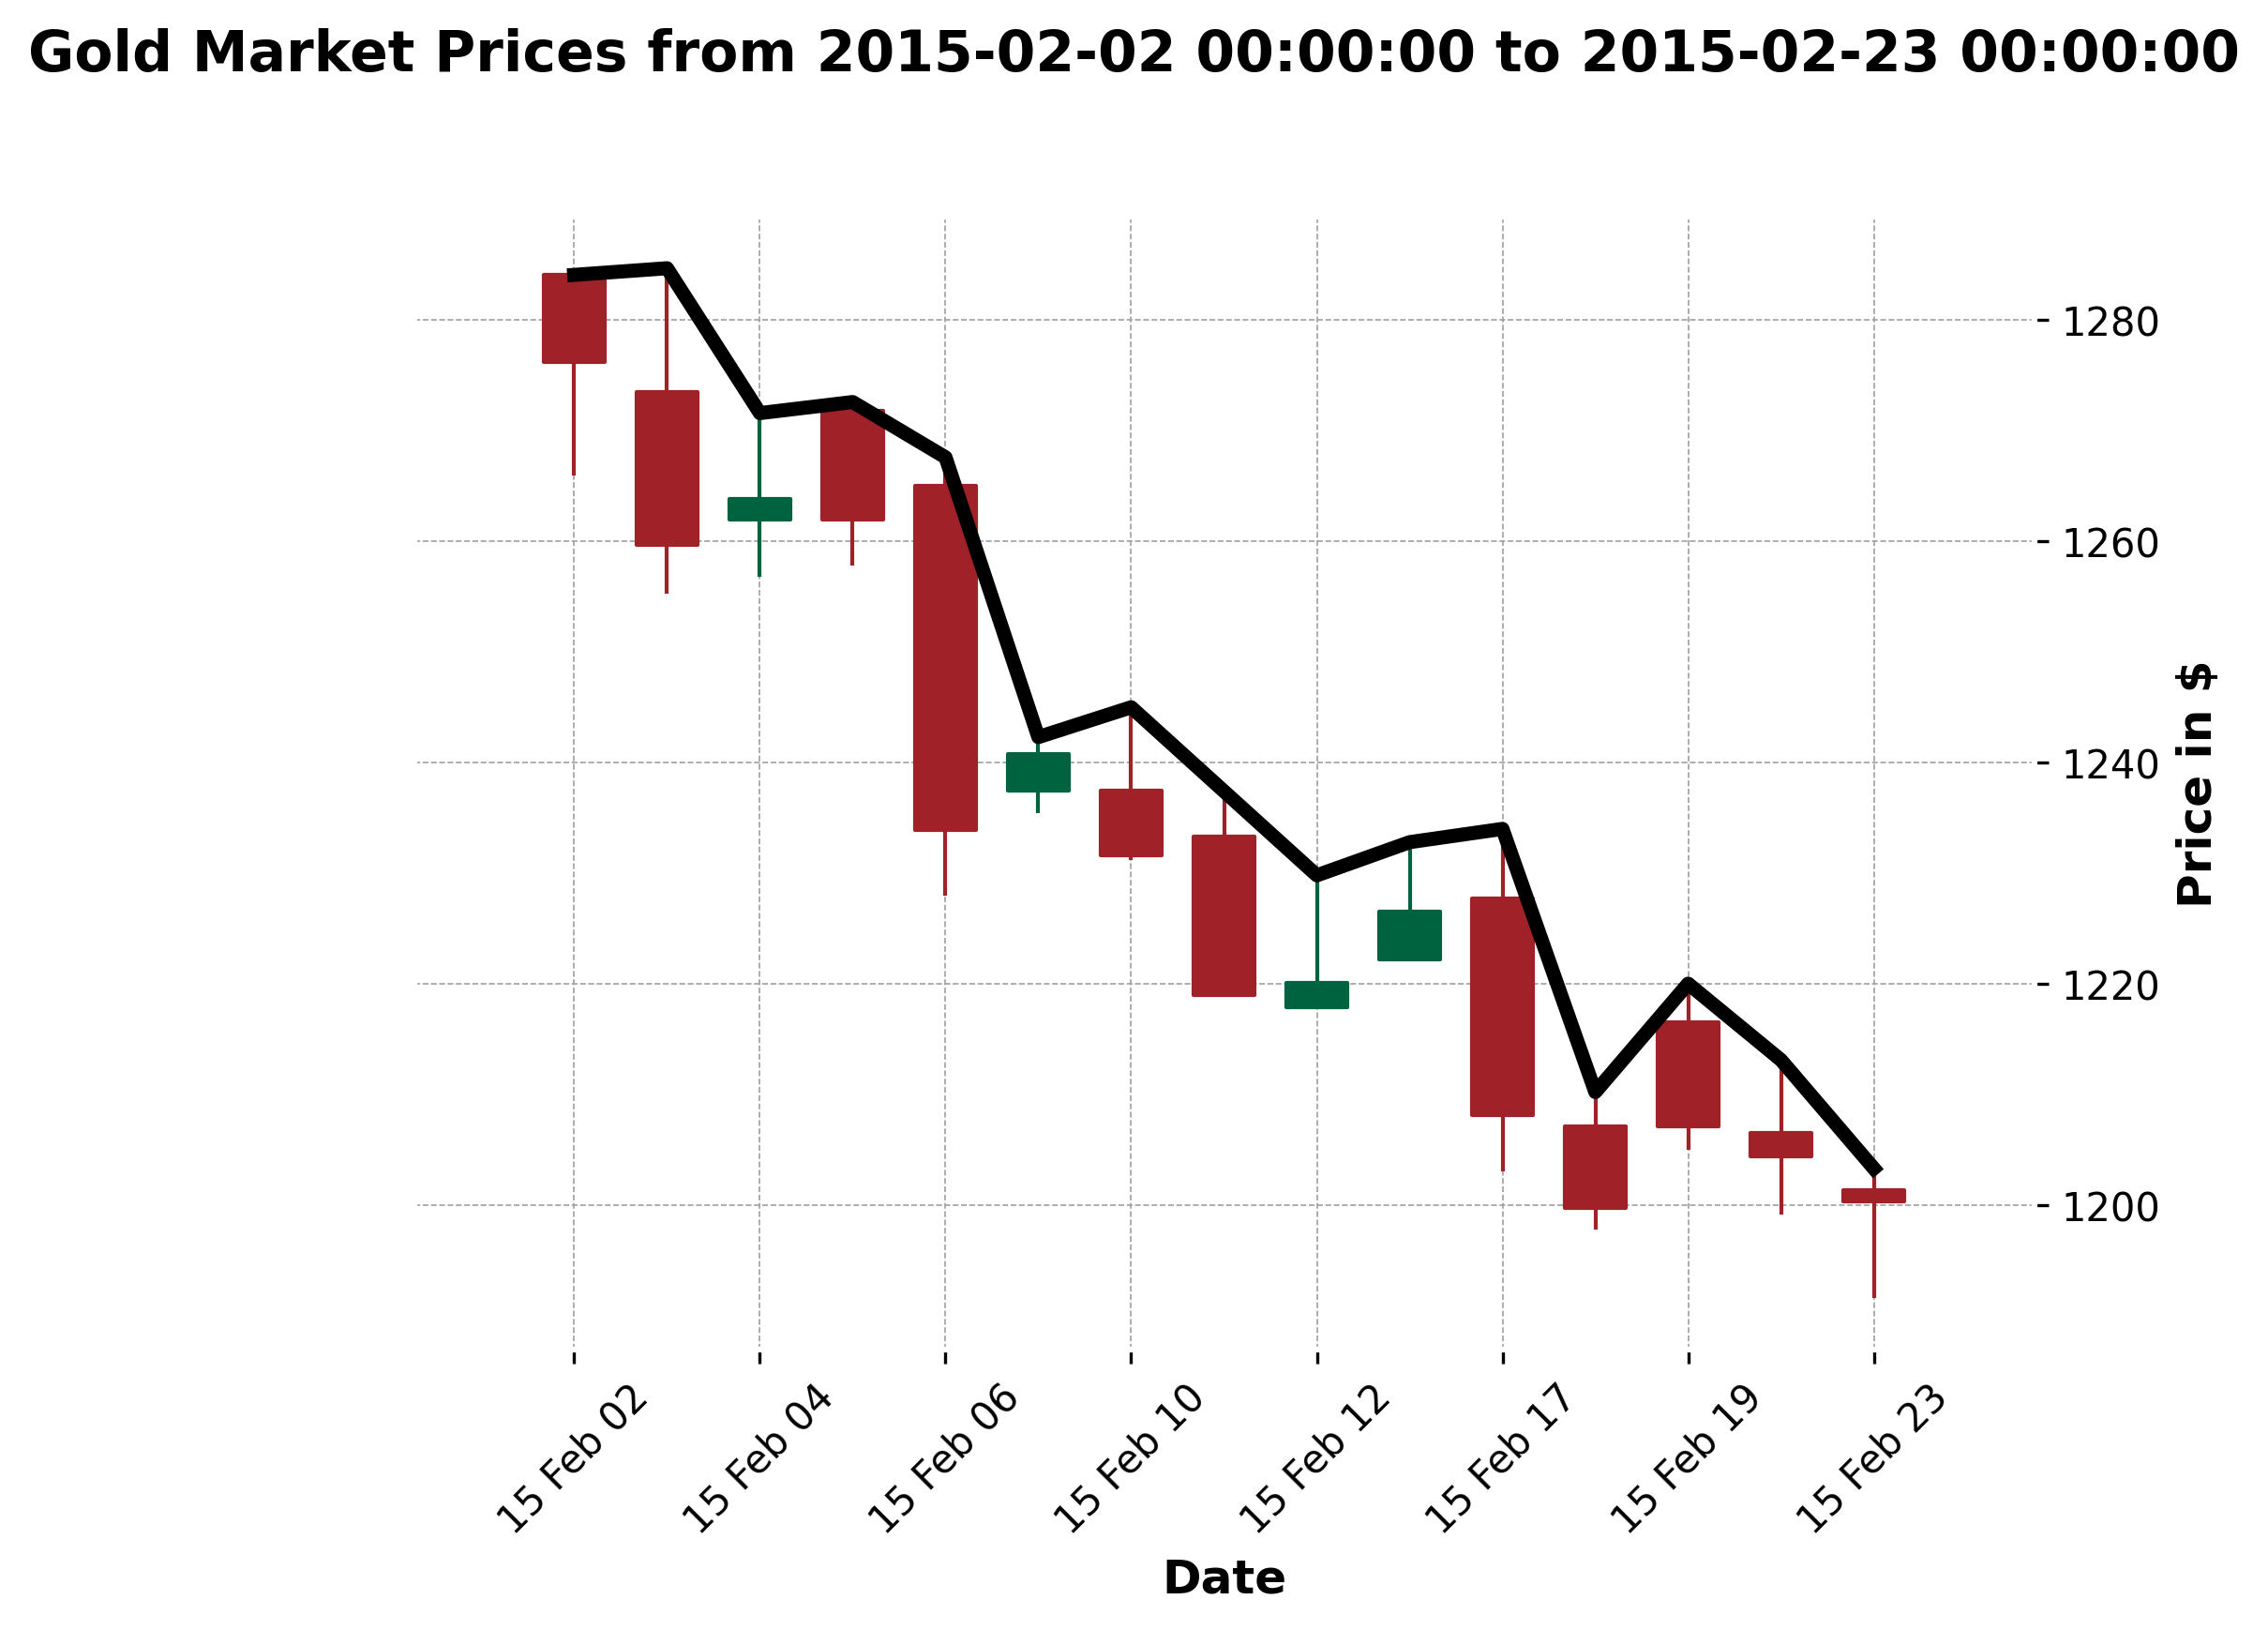 Gold Market Prices from 2015-02-02 00:00:00 to 2015-02-23 00:00:00
1280
1260
1240
1220
1200
Price in $
15 Feb 02
15 Feb 04
15 Feb 06
15 Feb 10
15 Feb 12
15 Feb 17
15 Feb 19
15 Feb 23
Date